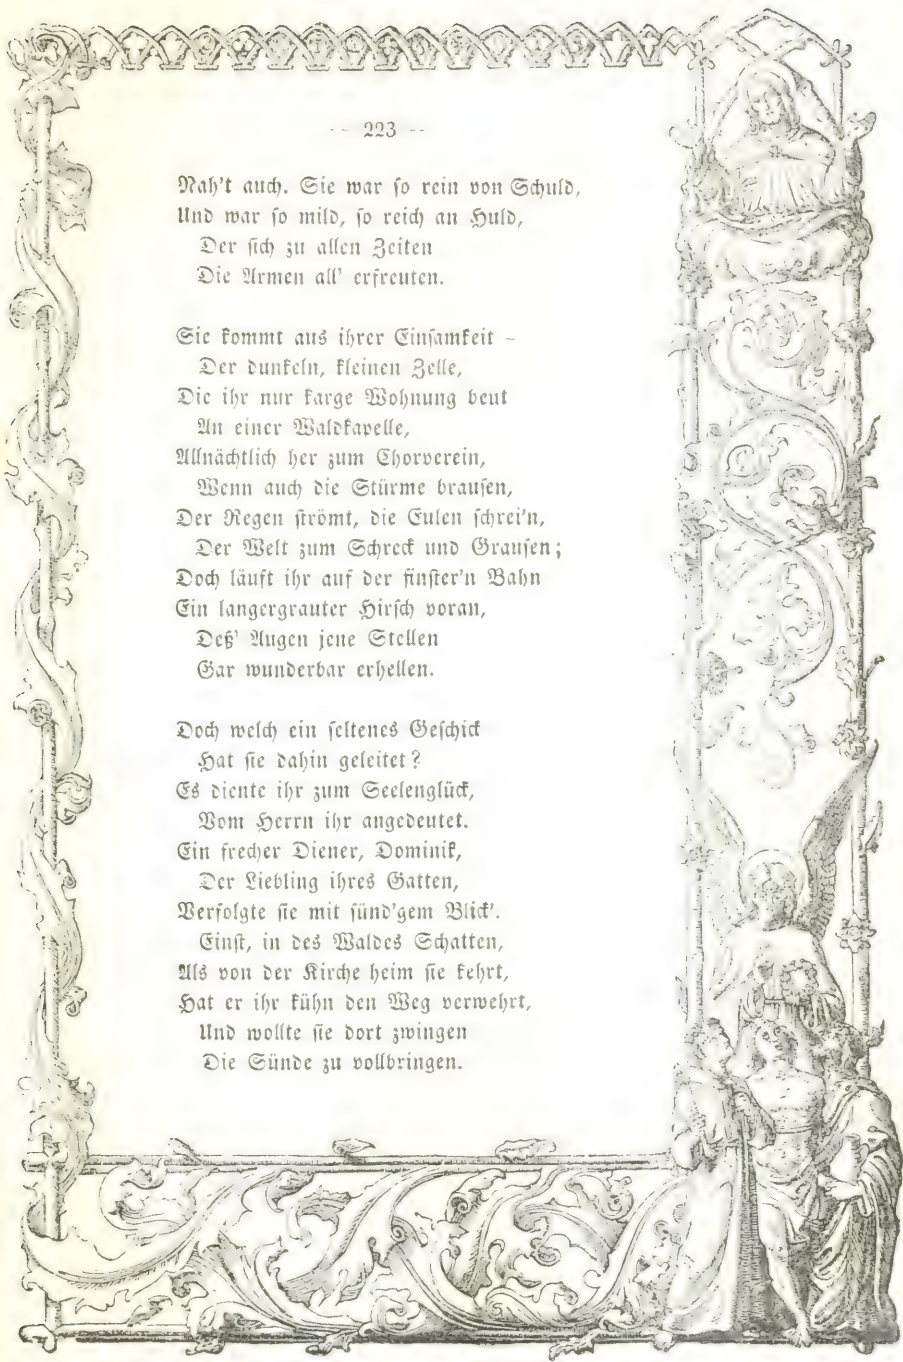 -- 223 --
Nah't auch. Sie war so rein von Schuld,
Und war so mild, so reich an Huld,
Der sich zu allen Zeiten
Die Armen all' erfreuten.
Sie kommt aus ihrer Einsamkeit –
Der dunkeln, kleinen Zelle,
Die ihr nur karge Wohnung beut
An einer Waldkapelle,
Allnächtlich her zum Chorverein,
Wenn auch die Stürme brausen,
Der Regen strömt, die Eulen schrei'n,
Der Welt zum Schreck und Grausen;
Doch läuft ihr auf der finster'n Bahn
Ein langergrauter Hirsch voran,
Deß' Augen jene Stellen
Gar wunderbar erhellen.
Doch welch ein seltenes Geschick
Hat sie dahin geleitet?
Es diente ihr zum Seelenglück,
Vom Herrn ihr angedeutet.
Ein frecher Diener, Dominik,
Der Liebling ihres Gatten,
Verfolgte sie mit sünd'gem Blick'.
Einst, in des Waldes Schatten,
Als von der Kirche heim sie kehrt,
Hat er ihr kühn den Weg verwehrt,
Und wollte sie dort zwingen
Die Sünde zu vollbringen.